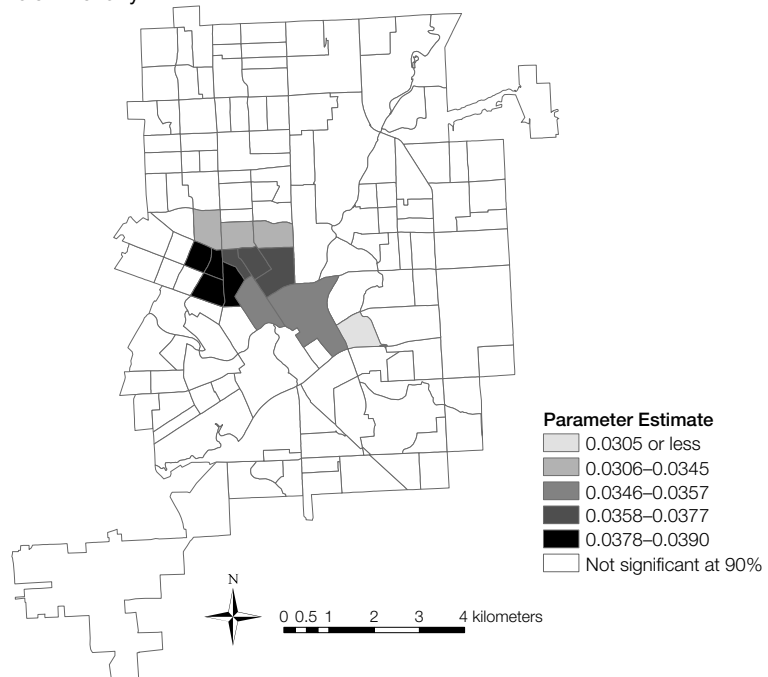 N
0 0.5 1 2 3 4 kilometers
Parameter Estimate
0.0305 or less
0.0306–0.0345
0.0346–0.0357
0.0358–0.0377
0.0378–0.0390
Not significant at 90%